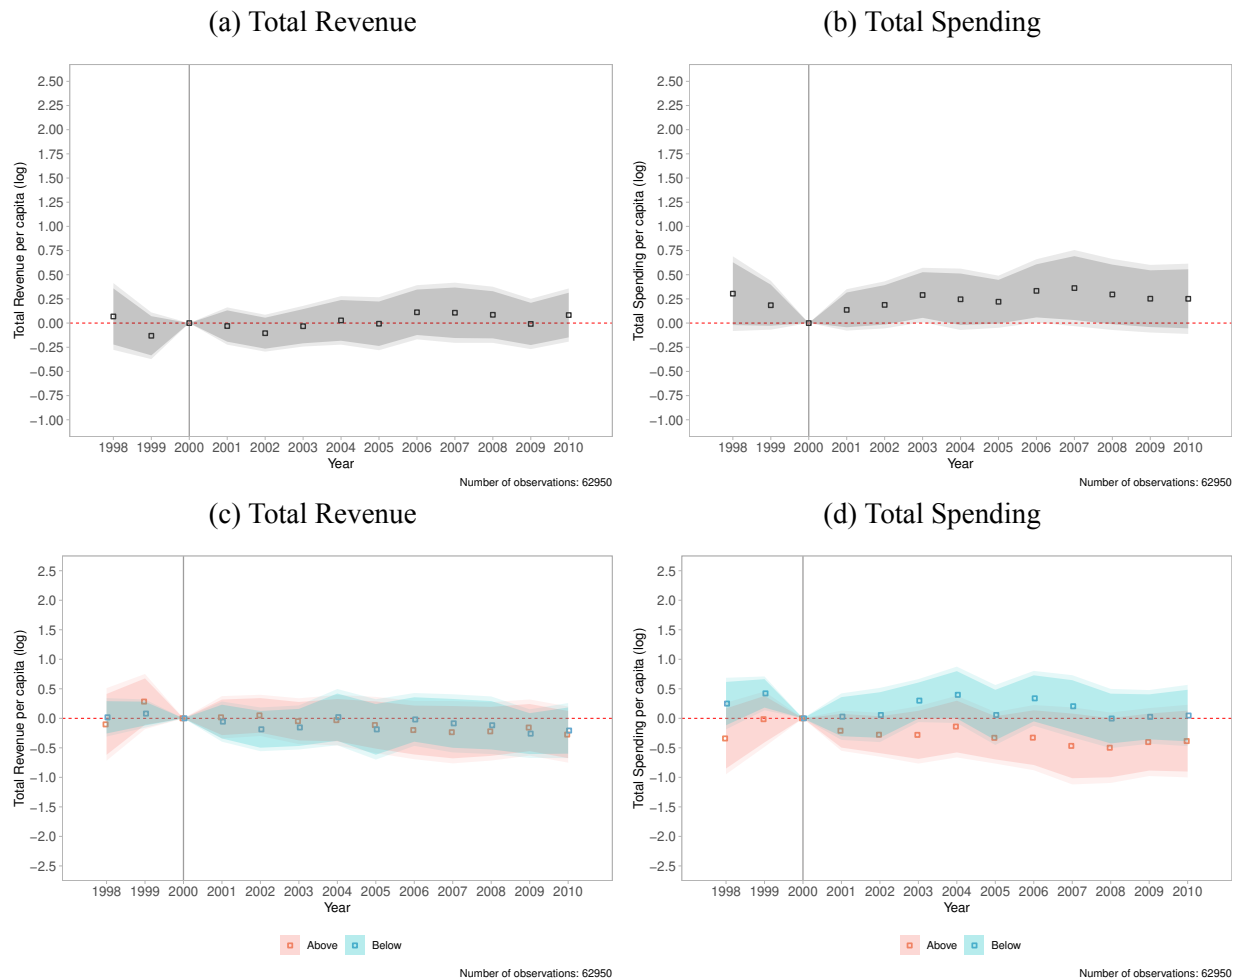 (a) Total Revenue
2.50
2.25
2.00
1.75
1.50
1.25
1.00
0.75
0.50
0.25
0.00
−0.25
−0.50
−0.75
−1.00
Total Revenue per capita (log)
1998 1999 2000 2001 2002 2003 2004 2005 2006 2007 2008 2009 2010
Year
Number of observations: 62950
(b) Total Spending
2.50
2.25
2.00
1.75
1.50
1.25
1.00
0.75
0.50
0.25
0.00
−0.25
−0.50
−0.75
−1.00
Total Spending per capita (log)
1998 1999 2000 2001 2002 2003 2004 2005 2006 2007 2008 2009 2010
Year
Number of observations: 62950
(c) Total Revenue
2.5
2.0
1.5
1.0
0.5
0.0
−0.5
−1.0
−1.5
−2.0
−2.5
Total Revenue per capita (log)
1998 1999 2000 2001 2002 2003 2004 2005 2006 2007 2008 2009 2010
Year
Above Below
Number of observations: 62950
(d) Total Spending
2.5
2.0
1.5
1.0
0.5
0.0
−0.5
−1.0
−1.5
−2.0
−2.5
Total Spending per capita (log)
1998 1999 2000 2001 2002 2003 2004 2005 2006 2007 2008 2009 2010
Year
Above Below
Number of observations: 62950